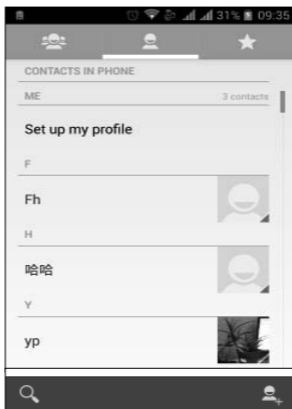 31% 09:35
CONTACTS IN PHONE
ME 3 contacts
Set up my profile
F
Fh
H
哈哈
Y
yp